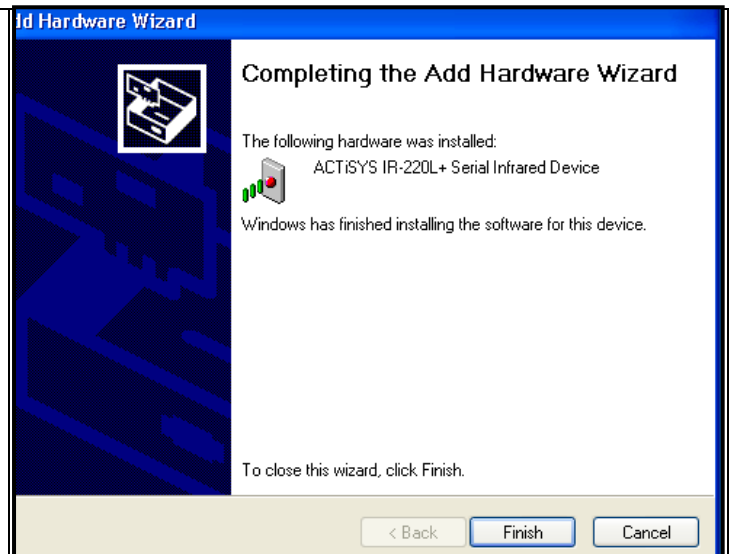 dd Hardware Wizard
Completing the Add Hardware Wizard
The following hardware was installed:
ACTiSYS IR-220L+ Serial Infrared Device
Windows has finished installing the software for this device.
To close this wizard, click Finish.
< Back Finish Cancel